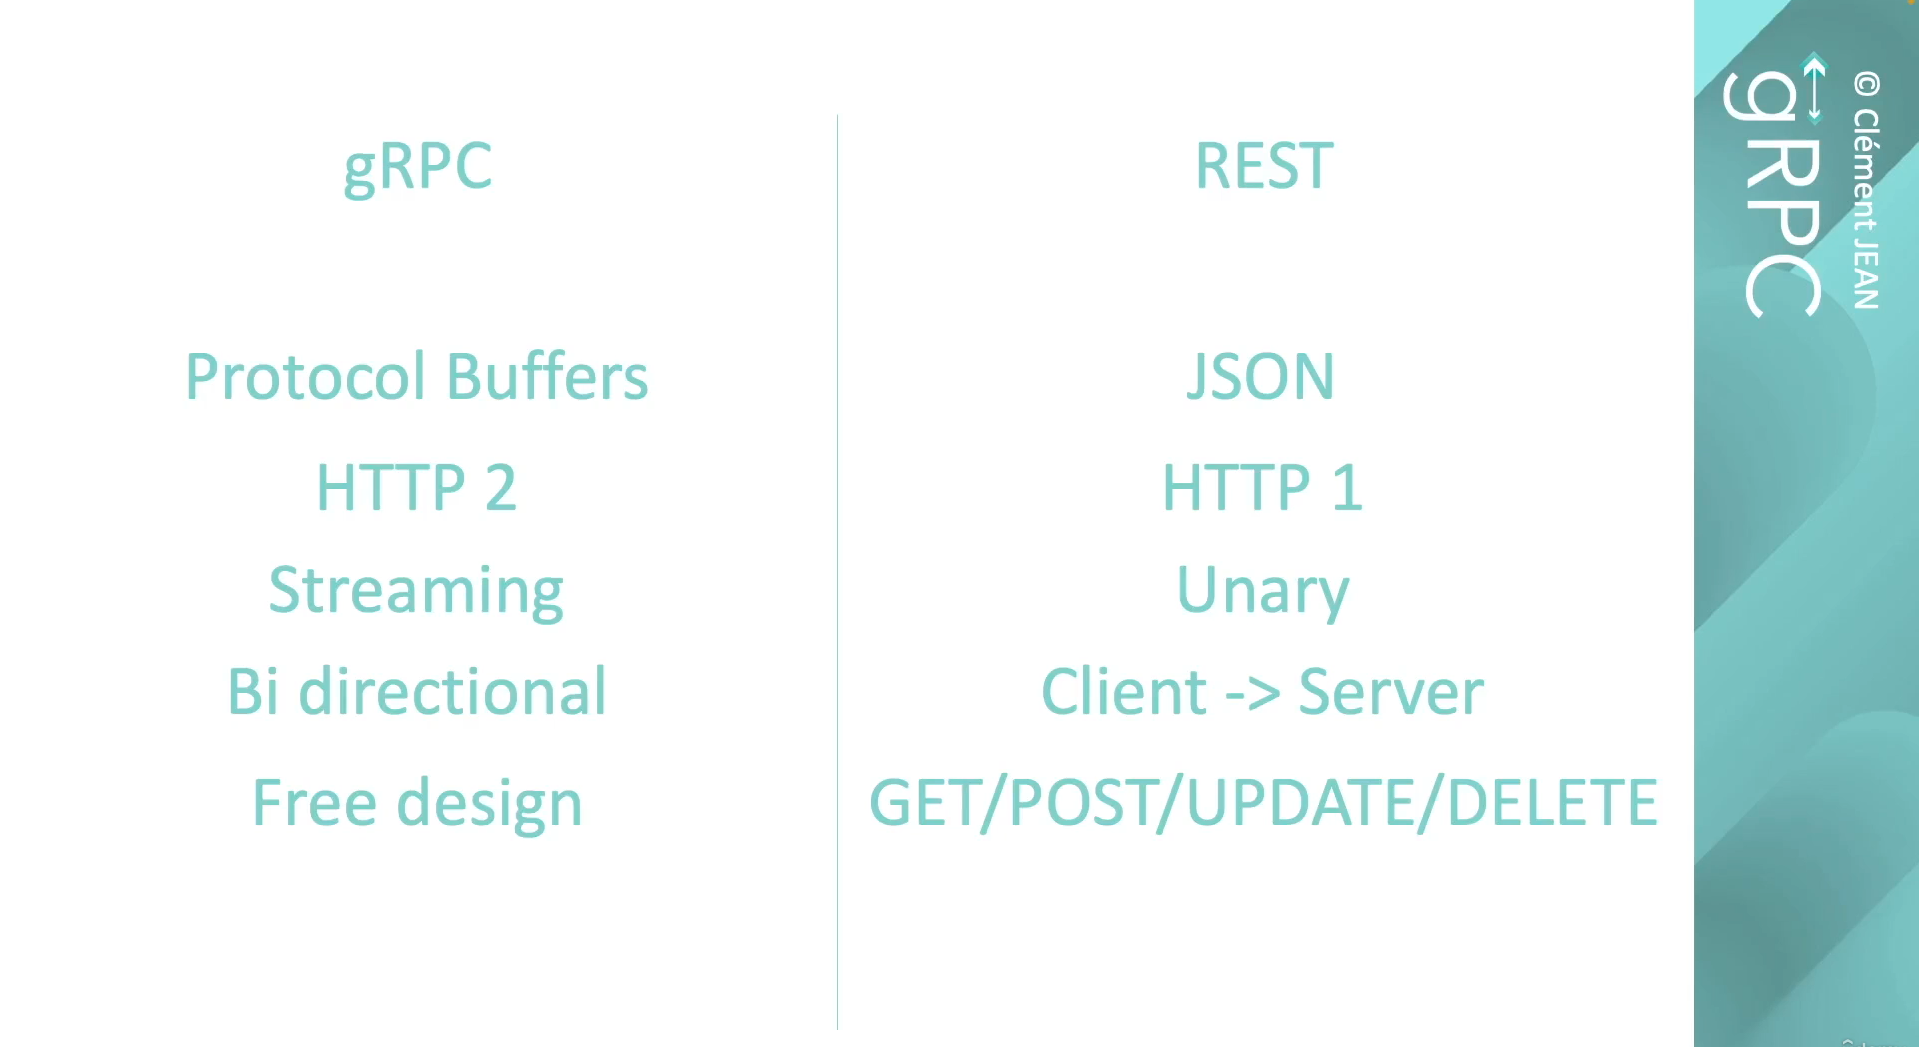 gRPC
REST
Protocol Buffers
JSON
HTTP 2
HTTP 1
Streaming
Unary
Bi directional
Client -> Server
Free design
GET/POST/UPDATE/DELETE
© Clément JEAN
gRPC